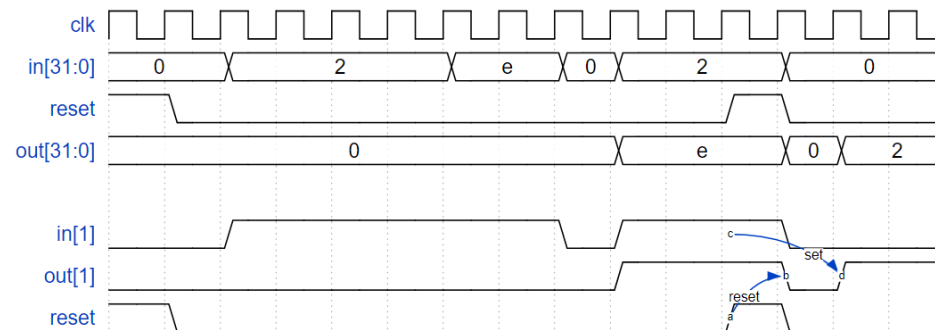 clk
in[31:0] 0 2 e 0 2 0
reset
out[31:0] 0 e 0 2
in[1] c
set
out[1] b d
reset
reset a